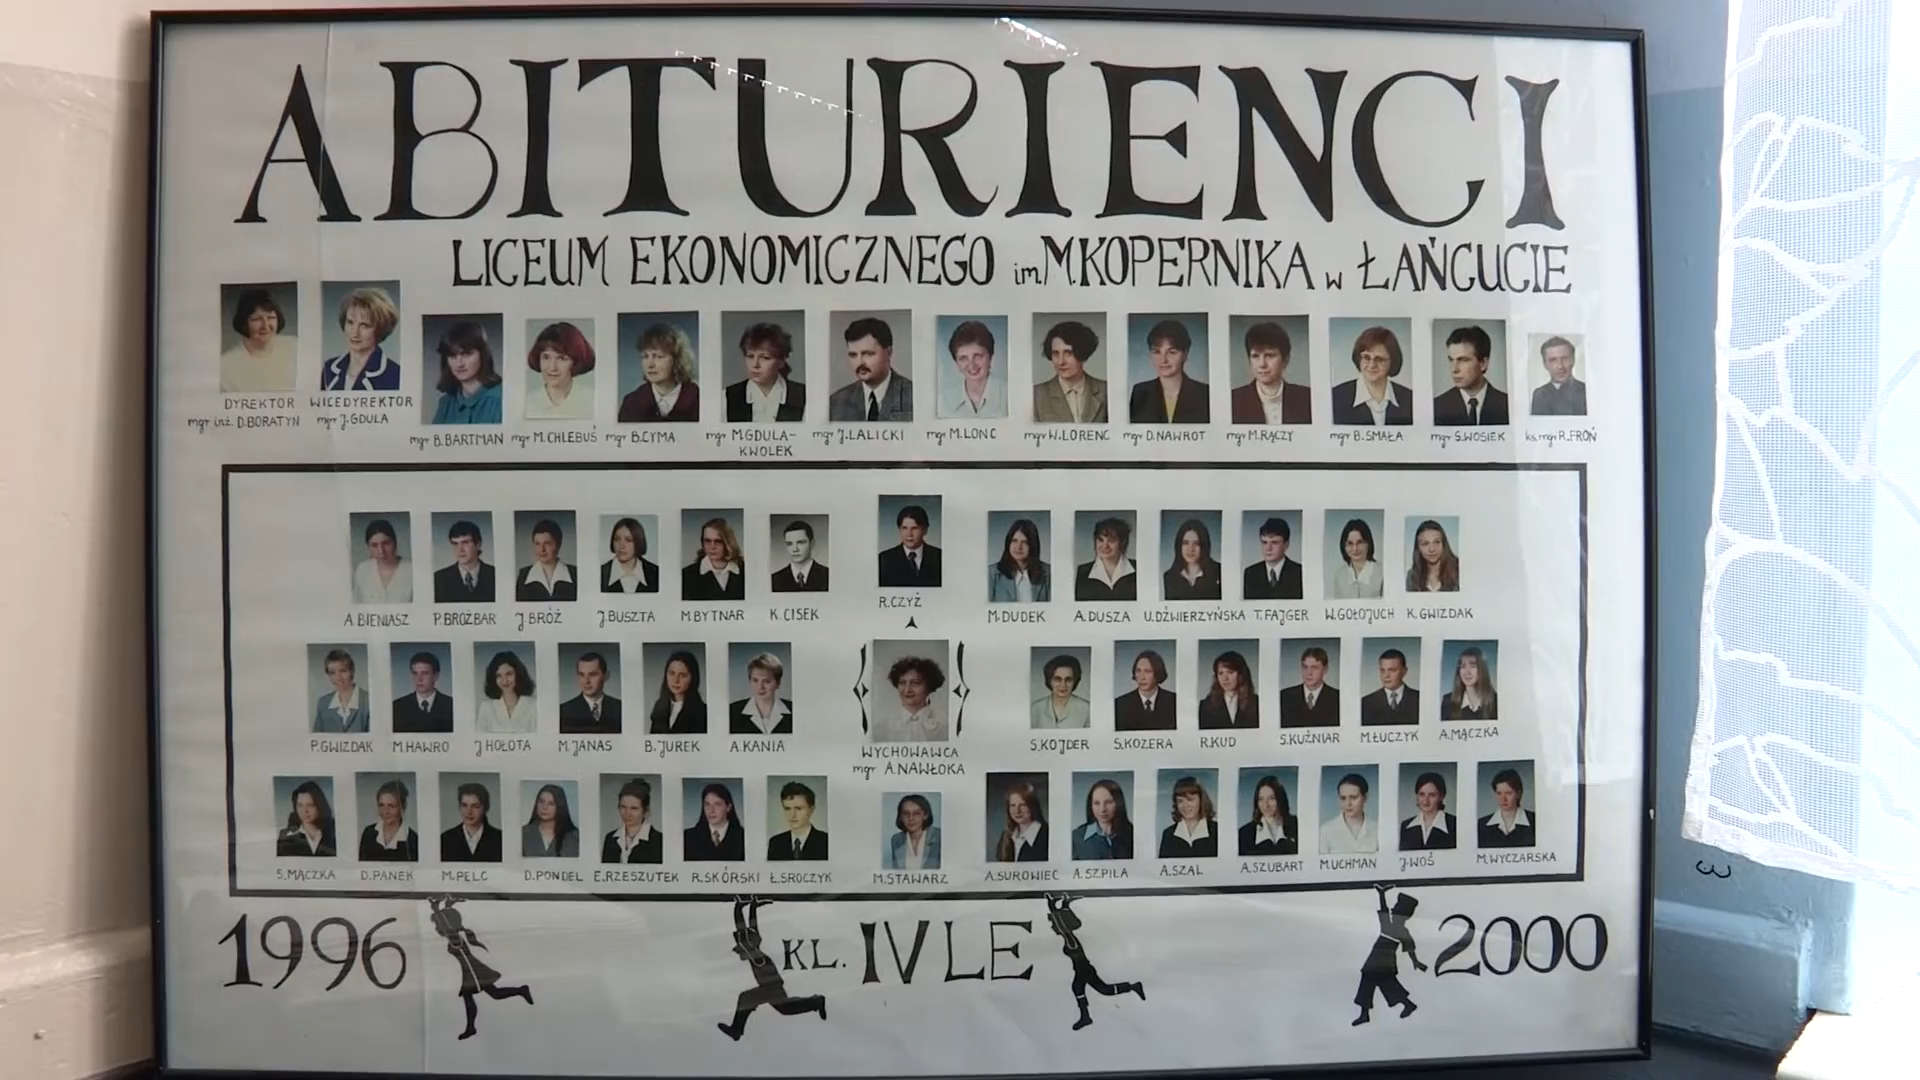 ABITURIENCI
LICEUM EKONOMICZNEGO im. M.KOPERNIKA w ŁAŃCUCIE
DYREKTOR
mgr inż. D.BORATYN
WICEDYREKTOR
mgr J.GDULA
mgr B.BARTMAN
mgr M.CHLEBUŚ
mgr B.CYMA
mgr M.GDULA-
KWOLEK
mgr J.LALICKI
mgr M.LONC
mgr W.LORENC
mgr D.NAWROT
mgr M.RĄCZY
mgr B.SMAŁA
mgr S.WOSIEK
ks. mgr R.FROŃ
A.BIENIASZ
P.BROŻBAR
J.BRÓŻ
J.BUSZTA
M.BYTNAR
K.CISEK
R.CZYŻ
M.DUDEK
A.DUSZA
U.DŹWIERZYŃSKA
T.FAJGER
W.GOŁOJUCH
K.GWIZDAK
P.GWIZDAK
M.HAWRO
J.HOŁOTA
M.JANAS
B.JUREK
A.KANIA
WYCHOWAWCA
mgr A.NAWŁOKA
S.KOJDER
S.KOZERA
R.KUD
S.KUŹNIAR
M.ŁUCZYK
A.MĄCZKA
S.MĄCZKA
D.PANEK
M.PELC
D.PONDEL
E.RZESZUTEK
R.SKÓRSKI
Ł.SROCZYK
M.STAWARZ
A.SUROWIEC
A.SZPIŁA
A.SZAL
A.SZUBART
M.UCHMAN
J.WOŚ
M.WYCZARSKA
1996 KL. IV LE 2000